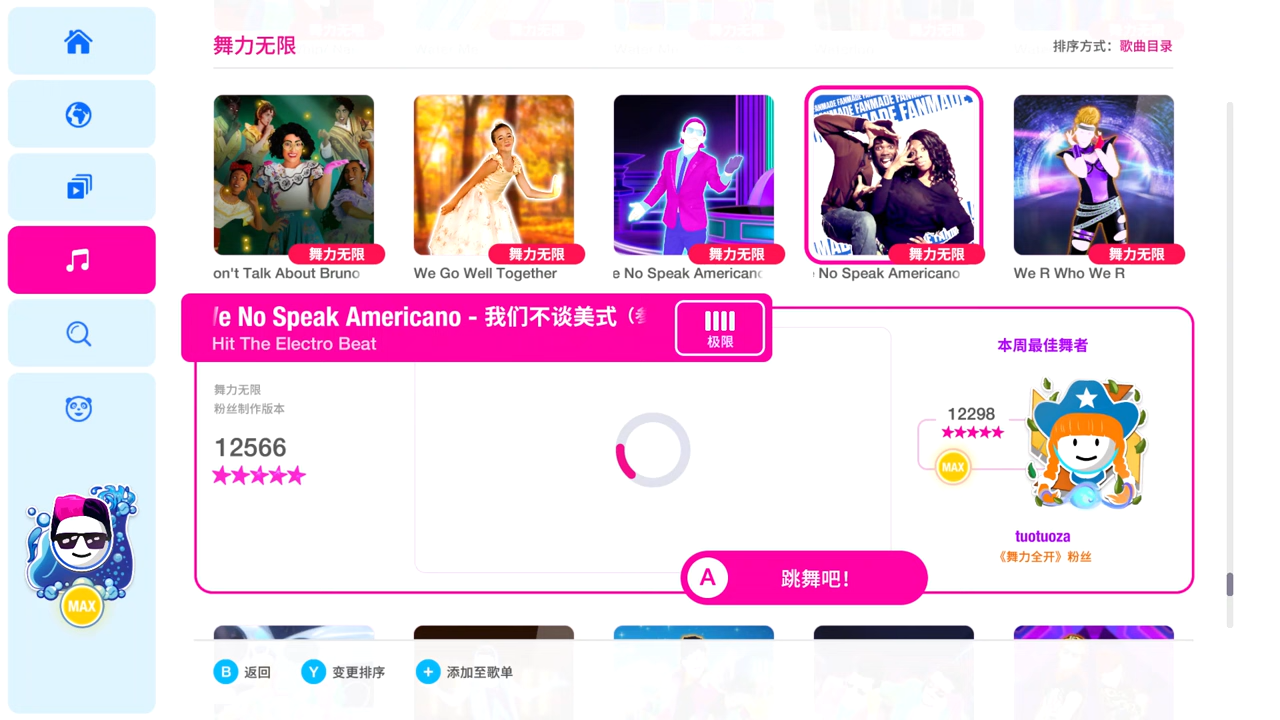 舞力无限
排序方式：歌曲目录
舞力无限
舞力无限
舞力无限
FANMADE FANMADE FANMADE
MADE FANMADE
舞力无限
舞力无限
on't Talk About Bruno
We Go Well Together
e No Speak Americano
No Speak Americano
We R Who We R
e No Speak Americano - 我们不谈美式（
Hit The Electro Beat
极限
舞力无限
粉丝制作版本
12566
本周最佳舞者
12298
MAX
tuotuoza
《舞力全开》粉丝
A 跳舞吧！
MAX
B 返回
Y 变更排序
+ 添加至歌单